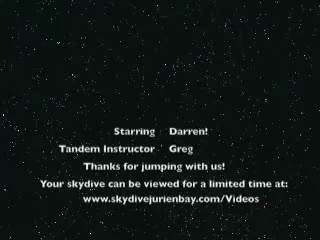 Starring Darren!
Tandem Instructor Greg
Thanks for jumping with us!
Your skydive can be viewed for a limited time at:
www.skydivejurienbay.com/Videos